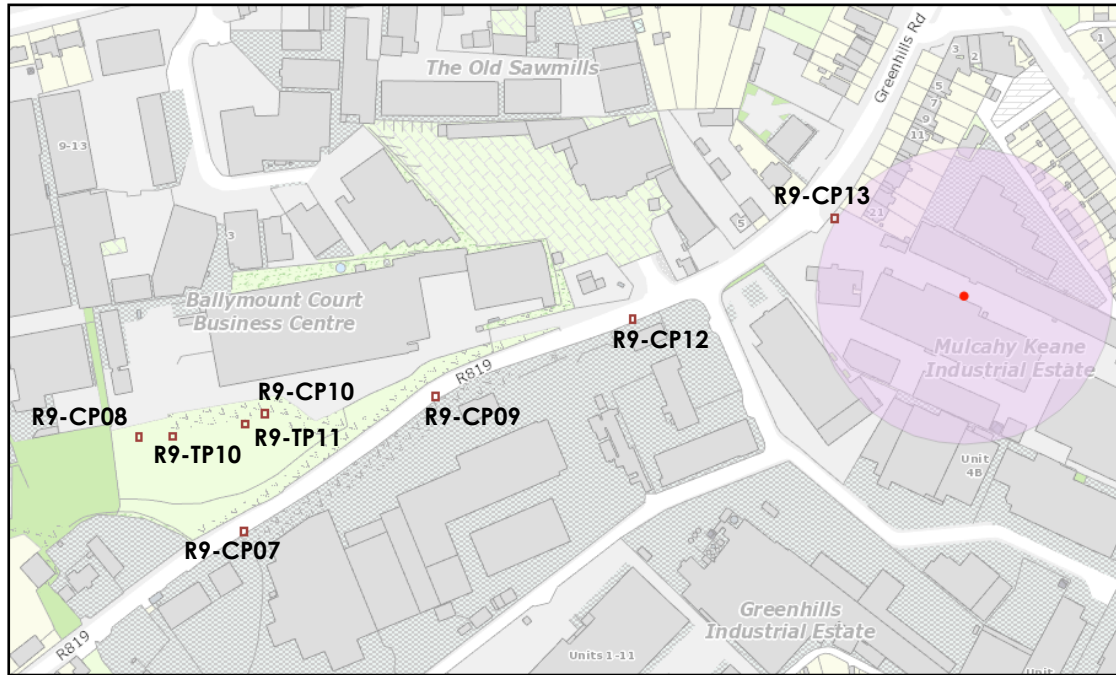 Greenhills Rd
The Old Sawmills
3
2
1
5
7
9
11
9-13
R9-CP13
21
5
3
Ballymount Court
Business Centre
R819
R9-CP12
Mulcahy Keane
Industrial Estate
R9-CP10
R9-CP09
R9-CP08
R9-TP11
R9-TP10
Unit
4B
R9-CP07
Greenhills
Industrial Estate
R819
Units 1-11
Unit